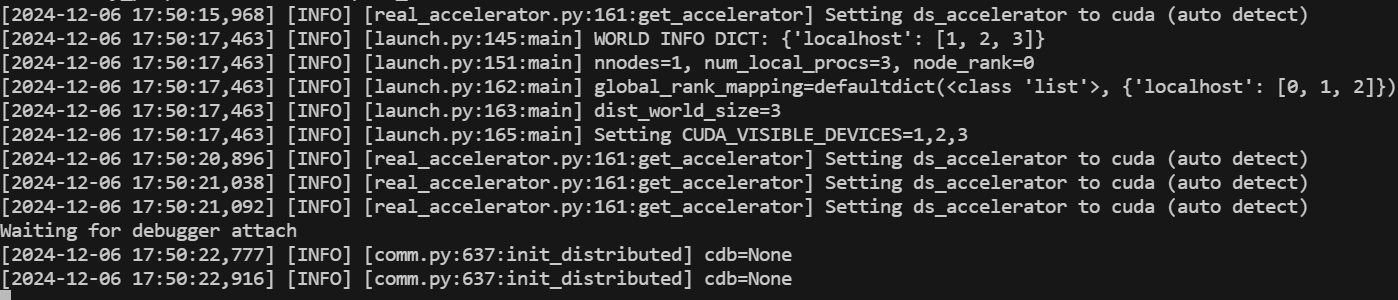 [2024-12-06 17:50:15,968] [INFO] [real_accelerator.py:161:get_accelerator] Setting ds_accelerator to cuda (auto detect)
[2024-12-06 17:50:17,463] [INFO] [launch.py:145:main] WORLD INFO DICT: {'localhost': [1, 2, 3]}
[2024-12-06 17:50:17,463] [INFO] [launch.py:151:main] nnodes=1, num_local_procs=3, node_rank=0
[2024-12-06 17:50:17,463] [INFO] [launch.py:162:main] global_rank_mapping=defaultdict(<class 'list'>, {'localhost': [0, 1, 2]})
[2024-12-06 17:50:17,463] [INFO] [launch.py:163:main] dist_world_size=3
[2024-12-06 17:50:17,463] [INFO] [launch.py:165:main] Setting CUDA_VISIBLE_DEVICES=1,2,3
[2024-12-06 17:50:20,896] [INFO] [real_accelerator.py:161:get_accelerator] Setting ds_accelerator to cuda (auto detect)
[2024-12-06 17:50:21,038] [INFO] [real_accelerator.py:161:get_accelerator] Setting ds_accelerator to cuda (auto detect)
[2024-12-06 17:50:21,092] [INFO] [real_accelerator.py:161:get_accelerator] Setting ds_accelerator to cuda (auto detect)
Waiting for debugger attach
[2024-12-06 17:50:22,777] [INFO] [comm.py:637:init_distributed] cdb=None
[2024-12-06 17:50:22,916] [INFO] [comm.py:637:init_distributed] cdb=None